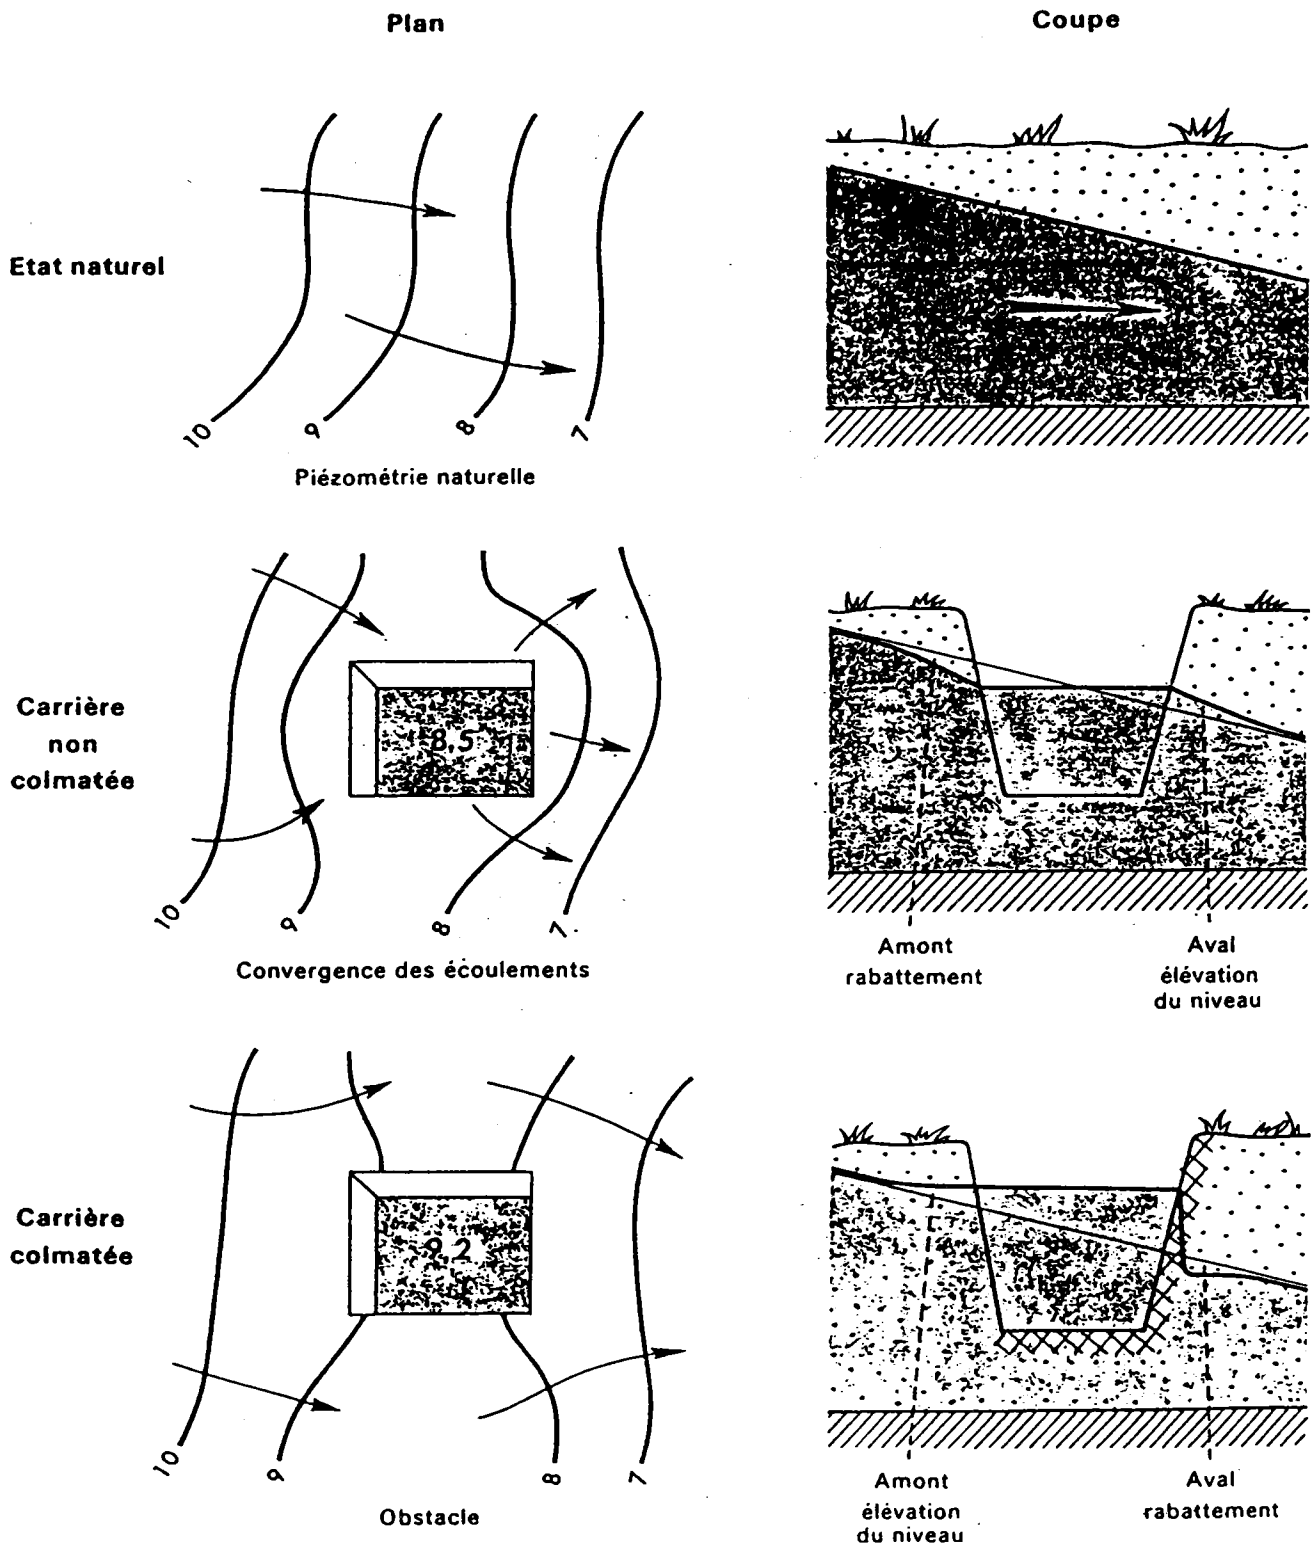 Plan
Coupe
Etat naturel
10
9
8
7
Piézométrie naturelle
Carrière
non
colmatée
8.5
10
9
8
7
Convergence des écoulements
Amont
rabattement
Aval
élévation
du niveau
Carrière
colmatée
9.2
10
9
8
7
Obstacle
Amont
élévation
du niveau
Aval
rabattement